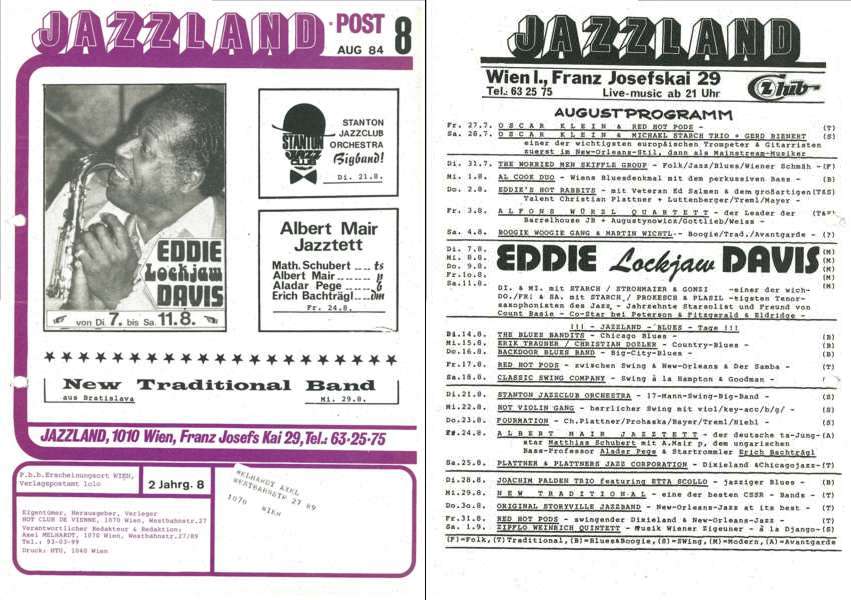 JAZZLAND
·POST
AUG 84
8
STANTON
JAZZCLUB
ORCHESTRA
Bigband!
Di. 21.8.
STANTON
JAZZ
Albert Mair
Jazztett
Math.Schubert .... ts
Albert Mair ...... p
Aladar Pege ... b
Erich Bachträgl .... dm
Fr. 24.8.
EDDIE
Lockjaw
DAVIS
von Di. 7. bis Sa. 11.8.
New Traditional Band
aus Bratislava
Mi. 29.8.
JAZZLAND, 1010 Wien, Franz Josefs Kai 29, Tel.: 63-25-75
P.b.b.Erscheinungsort WIEN,
Verlagspostamt 1010
2 Jahrg. 8
Eigentümer, Herausgeber, Verleger
HOT CLUB DE VIENNE, 1070 Wien, Westbahnstr.27
Verantwortlicher Redakteur & Redaktion:
Axel MELHARDT, 1070 Wien, Westbahnstr.27/89
Tel.: 93-03-99
Druck: HTU, 1040 Wien
MELHARDT AXEL
WESTBAHNSTR 27 89
1070 WIEN
JAZZLAND
Wien I., Franz Josefskai 29
Tel.: 63 25 75 Live-music ab 21 Uhr
Z Club
AUGUSTPROGRAMM
Fr. 27.7. OSCAR KLEIN & RED HOT PODS - (T)
Sa. 28.7. OSCAR KLEIN & MICHAEL STARCH TRIO + GERD BIENERT (S)
einer der wichtigsten europäischen Trompeter & Gitarristen
zuerst im New-Orleans-Stil, dann als Mainstream-Musiker
Di. 31.7. THE WORRIED MEN SKIFFLE GROUP - Folk/Jazz/Blues/Wiener Schmäh -(F)
Mi. 1.8. AL COOK DUO - Wiens Bluesdenkmal mit dem perkussiven Bass - (B)
Do. 2.8. EDDIE'S HOT RABBITS - mit Veteran Ed Salmen & dem großartigen(T&S)
Talent Christian Plattner + Luttenberger/Treml/Mayer -
Fr. 3.8. ALFONS WÜRZL QUARTETT - der Leader der (T&S)
Barrelhouse JB + Augustynowicz/Gottlieb/Weiss -
Sa. 4.8. BOOGIE WOOGIE GANG & MARTIN WICHTL-- Boogie/Trad./Avantgarde - (?)
Di. 7.8. (M)
Mi. 8.8. (M)
Do. 9.8. EDDIE Lockjaw DAVIS (M)
Fr.10.8. (M)
Sa.11.8. (M)
DI. & MI. mit STARCH / STROHMAIER & GONZI -einer der wich-
DO./FR: & SA. mit STARCH / PROKESCH & PLASIL -tigsten Tenor-
saxophonisten des Jazz - Jahrzehnte Starsolist und Freund von
Count Basie - Co-Star bei Peterson & Fitzgerald & Eldridge -
!!! - JAZZLAND - BLUES - Tage !!!
Di.14.8. THE BLUES BANDITS - Chicago Blues - (B)
Mi.15.8. ERIK TRAUNER / CHRISTIAN DOZLER - Country-Blues - (B)
Do.16.8. BACKDOOR BLUES BAND - Big-City-Blues - (B)
Fr.17.8. RED HOT PODS - zwischen Swing & New-Orleans & Der Samba - (T)
Sa.18.8. CLASSIC SWING COMPANY - Swing à la Hampton & Goodman -
Di.21.8. STANTON JAZZCLUB ORCHESTRA - 17-Mann-Swing-Big-Band - (S)
Mi.22.8. HOT VIOLIN GANG - herrlicher Swing mit viol/key-acc/b/g/ - (S)
Do.23.8. FOURMATION - Ch.Plattner/Prohaska/Bayer/Treml/Niebl - (S)
Fr.24.8. ALBERT MAIR JAZZTETT - der deutsche ts-Jung-(A)
star Matthias Schubert mit A.Mair p, dem ungarischen
Bass-Professor Alader Pege & Startrommler Erich Bachträgl
Sa.25.8. PLATTNER & PLATTNERS JAZZ CORPORATION - Dixieland &Chicagojazz-(T)
Di.28.8. JOACHIM PALDEN TRIO featuring ETTA SCOLLO - jazziger Blues - (B)
Mi.29.8. NEW TRADITIONAL - eine der besten CSSR - Bands - (T)
Do.30.8. ORIGINAL STORYVILLE JAZZBAND - New-Orleans-Jazz at its best - (T)
Fr.31.8. RED HOT PODS - swingender Dixieland & New-Orleans-Jazz - (T)
Sa. 1.9. ZIPFLO WEINRICH QUINTETT - Musik Wiener Zigeuner - à la Django-(S)
(F)=Folk,(T)Traditional,(B)=Blues&Boogie,(S)=SWing,(M)=Modern,(A)=Avantgarde